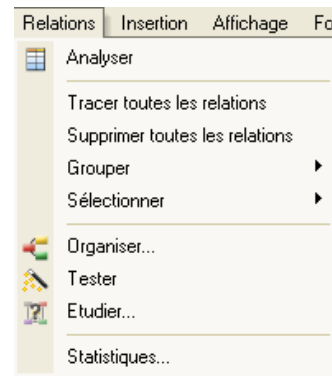 Relations Insertion Affichage Fo
Analyser
Tracer toutes les relations
Supprimer toutes les relations
Grouper
Sélectionner
Organiser...
Tester
Etudier...
Statistiques...